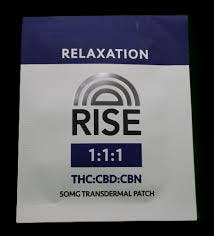 RELAXATION
RISE
1:1:1
THC:CBD:CBN
50MG TRANSDERMAL PATCH